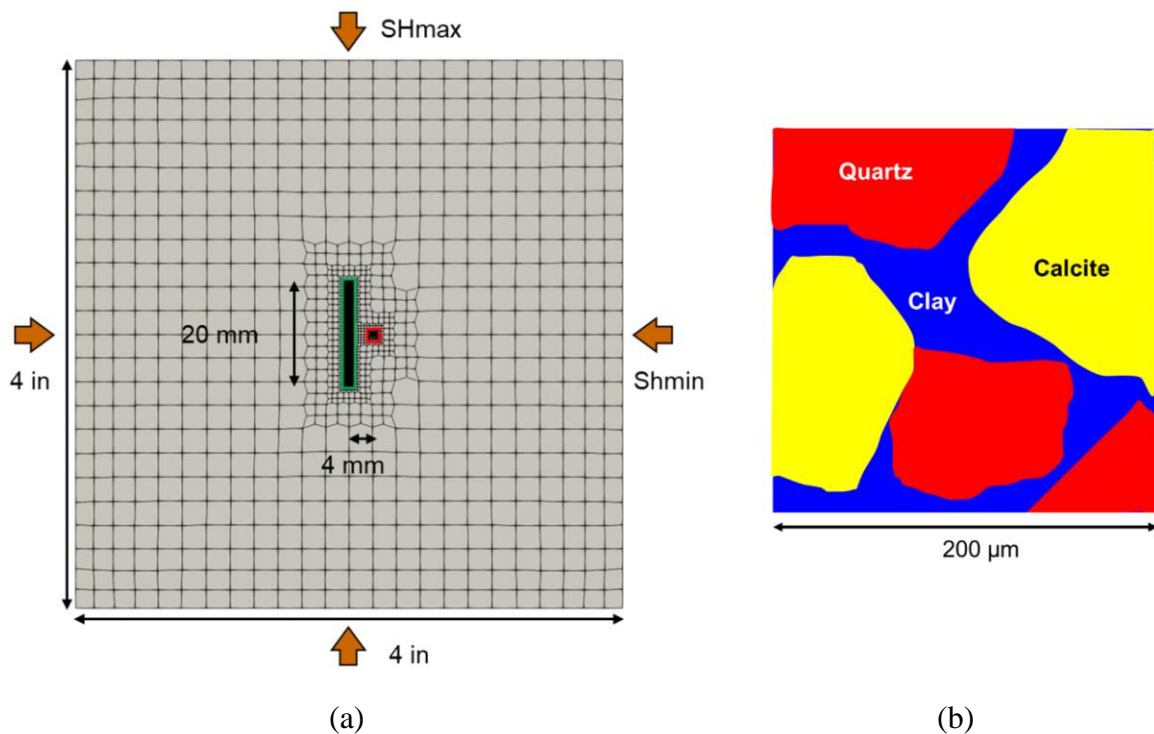 SHmax
20 mm
4 in
Shmin
4 mm
4 in
(a)
Quartz
Calcite
Clay
200 μm
(b)